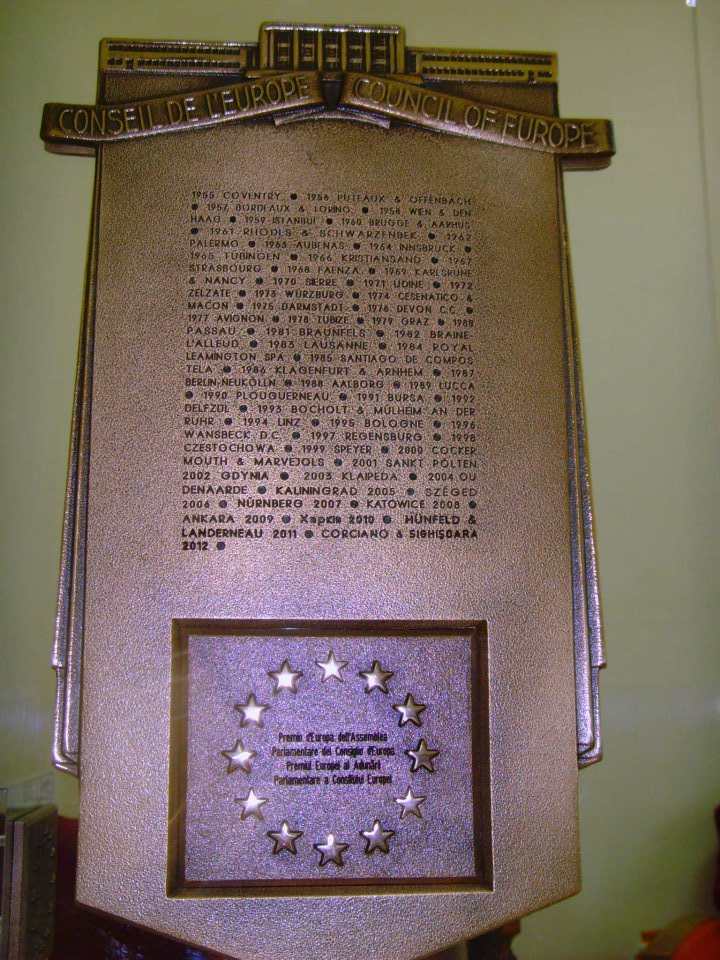 CONSEIL DE L'EUROPE
COUNCIL OF EUROPE
1955 COVENTRY ● 1956 PUTEAUX & OFFENBACH
● 1957 BORDEAUX & TORINO ● 1958 WIEN & DEN
HAAG ● 1959 ISTANBUL ● 1960 BRUGGE & AARHUS
● 1961 RHODOS & SCHWARZENBEK ● 1962
PALERMO ● 1963 AUBENAS ● 1964 INNSBRUCK ●
1965 TÜBINGEN ● 1966 KRISTIANSAND ● 1967
STRASBOURG ● 1968 FAENZA ● 1969 KARLSRUHE
& NANCY ● 1970 SIERRE ● 1971 UDINE ● 1972
ZELZATE ● 1973 WÜRZBURG ● 1974 CESENATICO &
MACON ● 1975 DARMSTADT ● 1976 DEVON C.C. ●
1977 AVIGNON ● 1978 TUBIZE ● 1979 GRAZ ●
PASSAU ● 1981 BRAUNFELS ● 1982 BRAINE-
L'ALLEUD ● 1983 LAUSANNE ● 1984 ROYAL
LEAMINGTON SPA ● 1985 SANTIAGO DE COMPOS
TELA ● 1986 KLAGENFURT & ARNHEM ● 1987
BERLIN-NEUKÖLLN ● 1988 AALBORG ● 1989 LUCCA
● 1990 PLOUGUERNEAU ● 1991 BURSA ● 1992
DELFZIJL ● 1993 BOCHOLT & MÜLHEIM AN DER
RUHR ● 1994 LINZ ● 1995 BOLOGNE ● 1996
WANSBECK D.C. ● 1997 REGENSBURG ● 1998
CZESTOCHOWA ● 1999 SPEYER ● 2000 COCKER
MOUTH & MARVEJOLS ● 2001 SANKT PÖLTEN
2002 GDYNIA ● 2003 KLAIPEDA ● 2004 OU
DENAARDE ● KALININGRAD 2005 ● SZEGED
2006 ● NÜRNBERG 2007 ● KATOWICE 2008 ●
ANKARA 2009 ● Харків 2010 ● HÜNFELD &
LANDERNEAU 2011 ● CORCIANO & SIGHIŞOARA
2012 ●
Premio d'Europa dell'Assemblea
Parlamentare del Consiglio d'Europa
Premiul Europei al Adunări
Parlamentare a Consiliului Europei